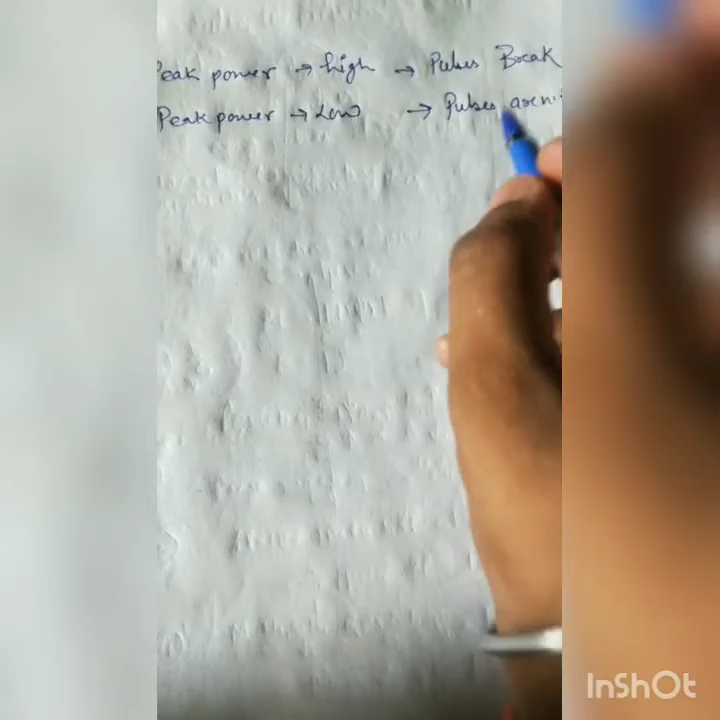 Peak power → high → Pulses Break
Peak power → Low → Pulses
InShOt